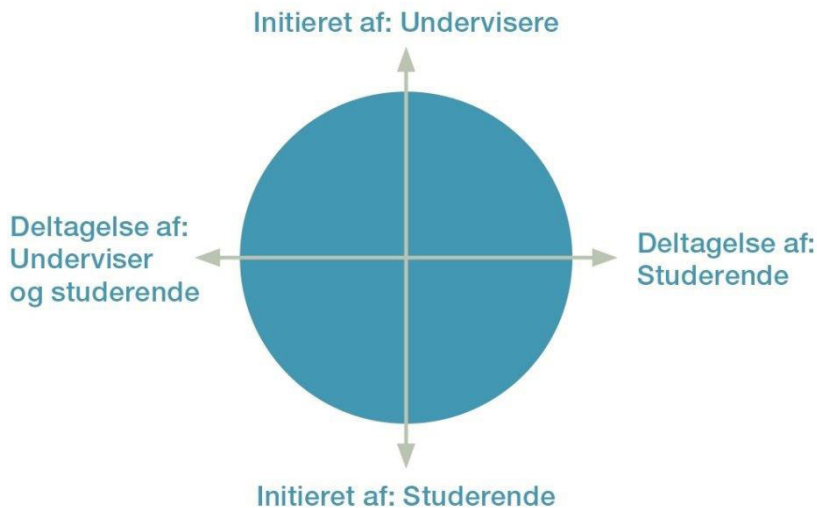 Initieret af: Undervisere
Deltagelse af:
Underviser
og studerende
Deltagelse af:
Studerende
Initieret af: Studerende